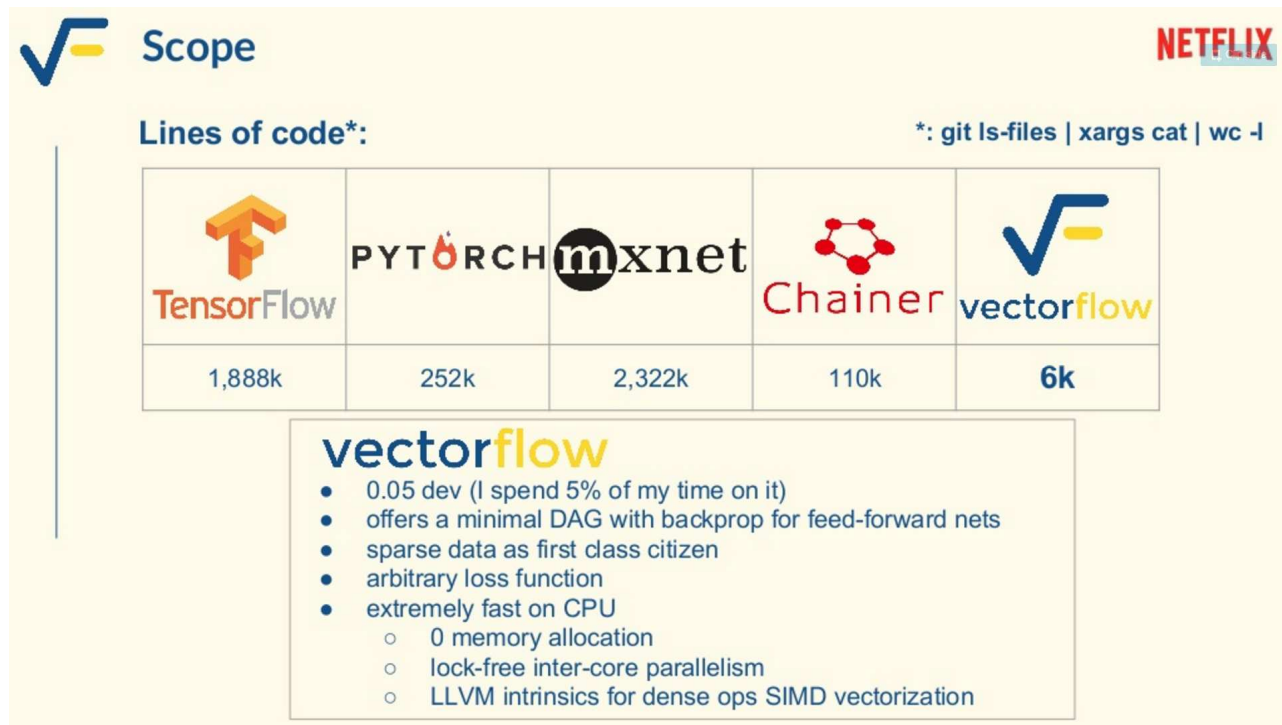 Scope
NETFLIX
Lines of code*:
*: git ls-files | xargs cat | wc -l
TensorFlow
PYTORCH
mxnet
Chainer
vectorflow
1,888k
252k
2,322k
110k
6k
vectorflow
● 0.05 dev (I spend 5% of my time on it)
● offers a minimal DAG with backprop for feed-forward nets
● sparse data as first class citizen
● arbitrary loss function
● extremely fast on CPU
○ 0 memory allocation
○ lock-free inter-core parallelism
○ LLVM intrinsics for dense ops SIMD vectorization